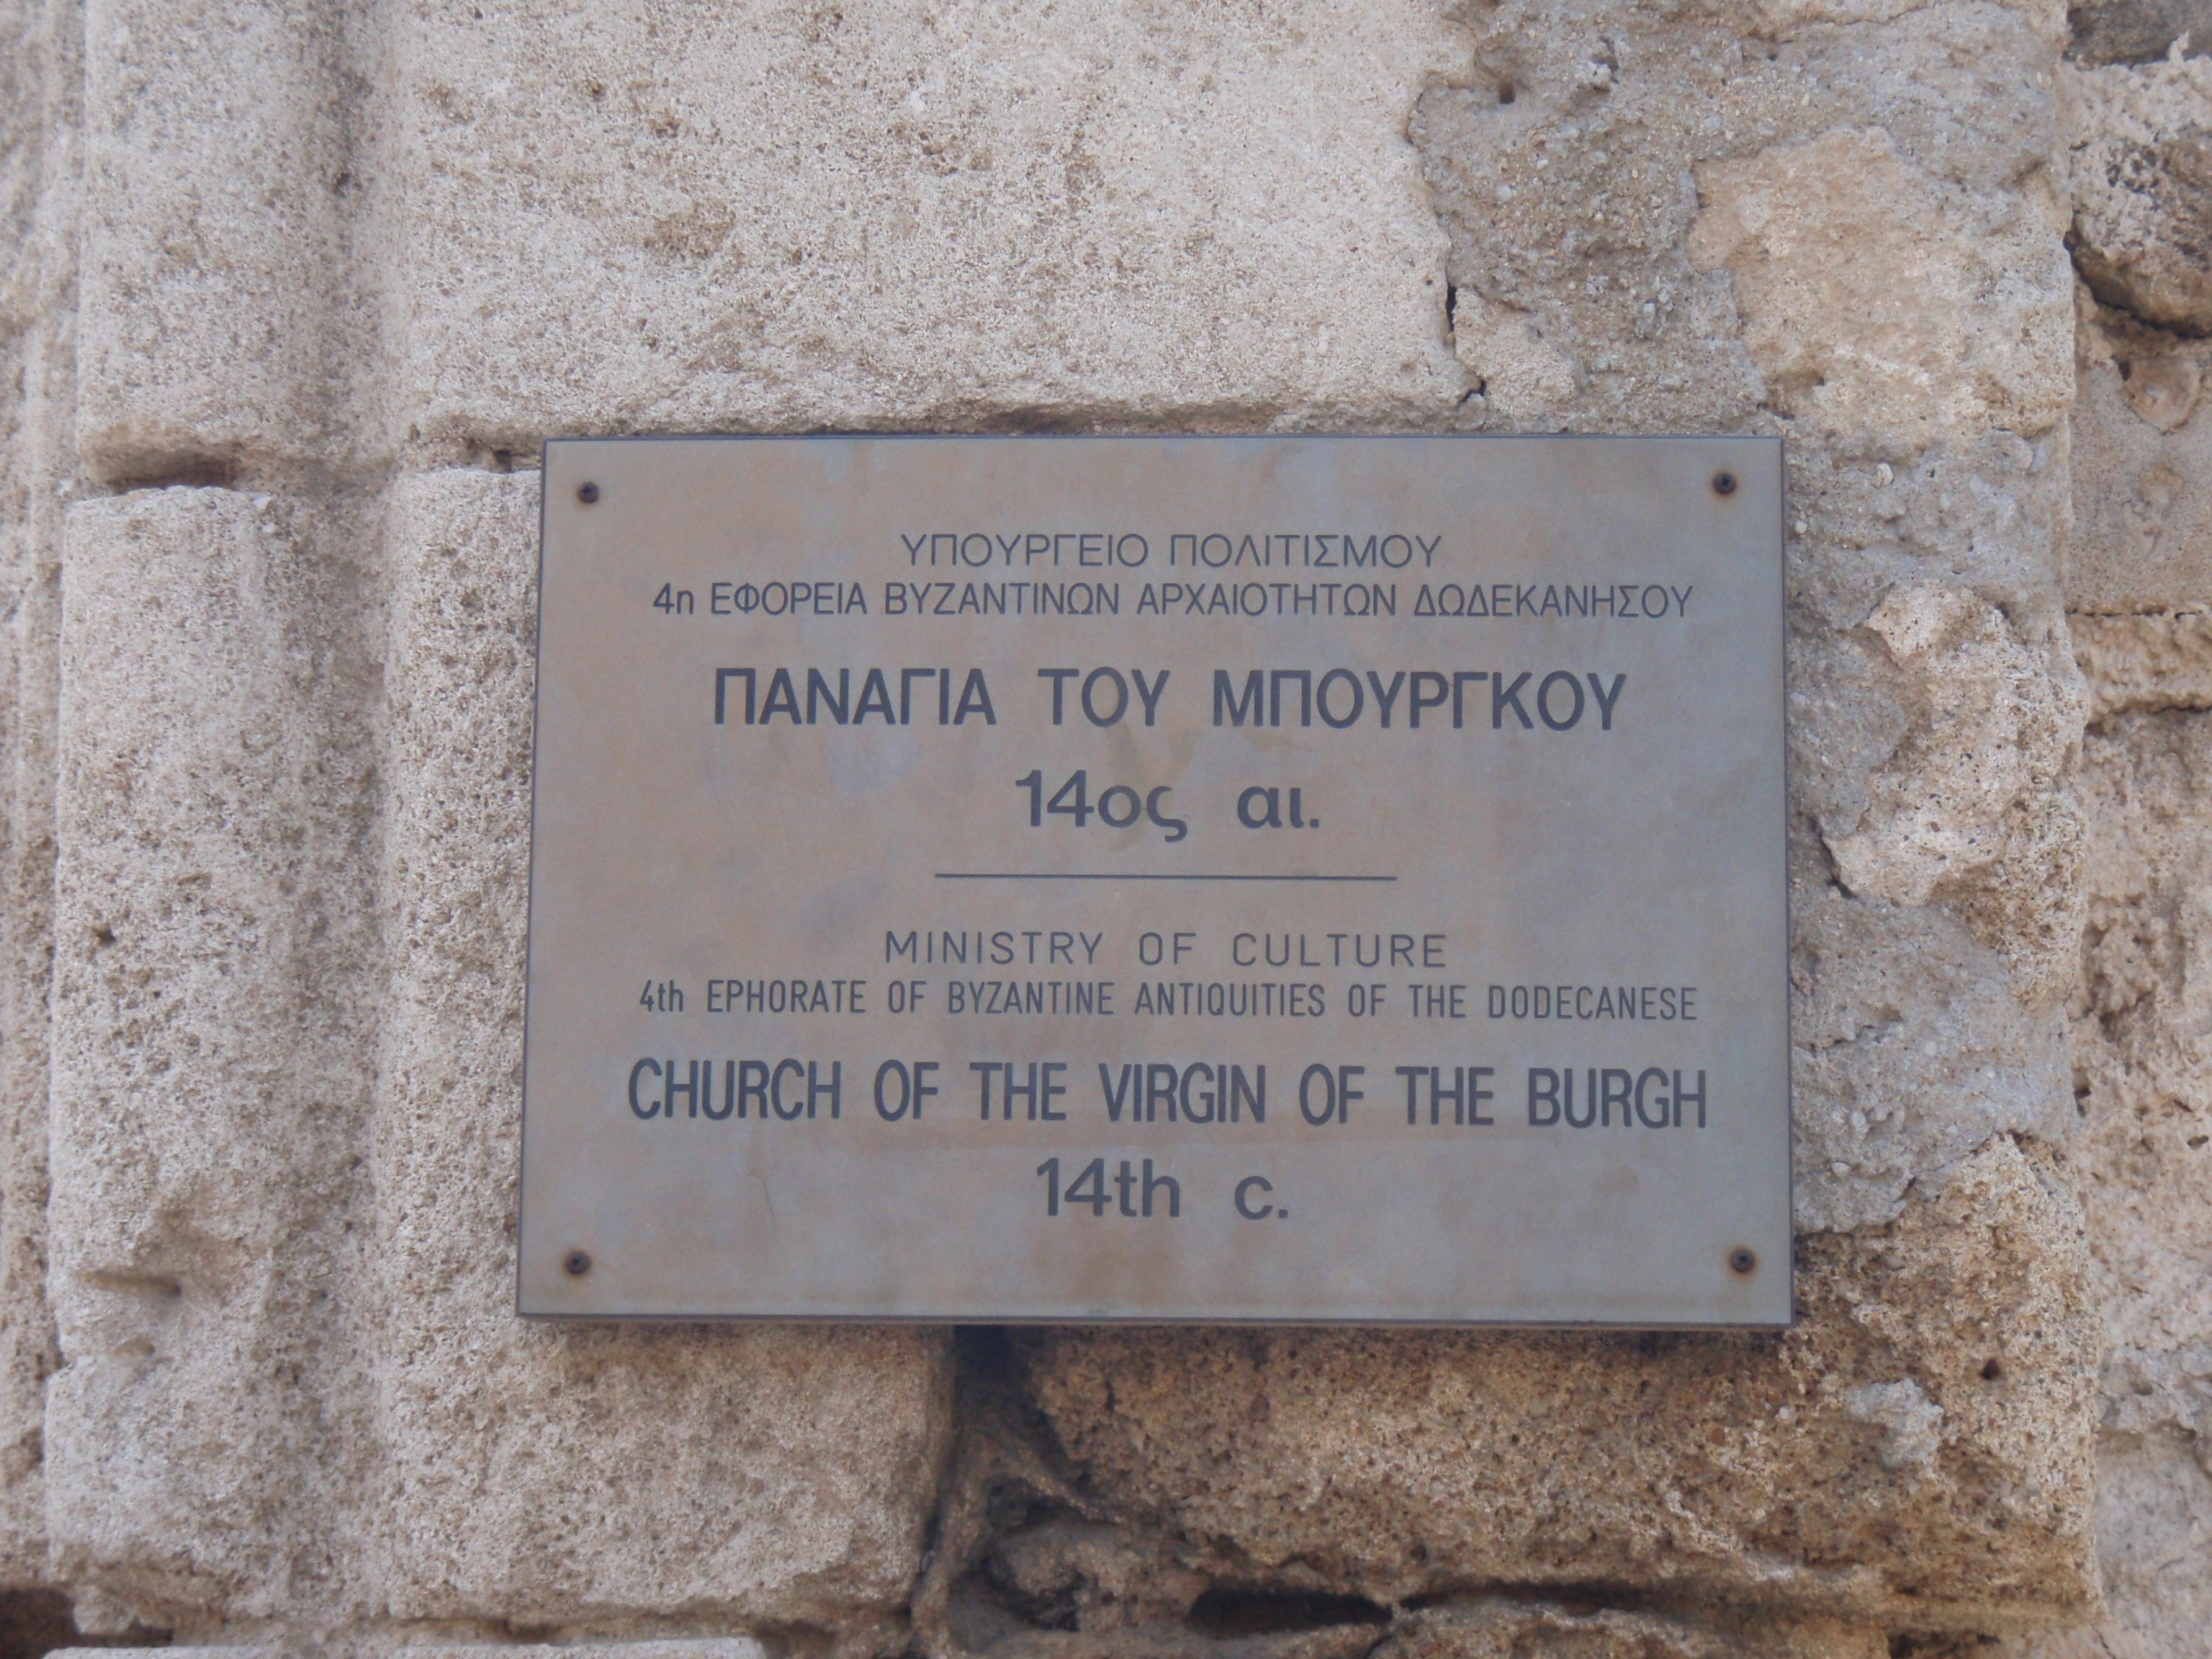 ΥΠΟΥΡΓΕΙΟ ΠΟΛΙΤΙΣΜΟΥ
4η ΕΦΟΡΕΙΑ ΒΥΖΑΝΤΙΝΩΝ ΑΡΧΑΙΟΤΗΤΩΝ ΔΩΔΕΚΑΝΗΣΟΥ
ΠΑΝΑΓΙΑ ΤΟΥ ΜΠΟΥΡΓΚΟΥ
14ος αι.
MINISTRY OF CULTURE
4th EPHORATE OF BYZANTINE ANTIQUITIES OF THE DODECANESE
CHURCH OF THE VIRGIN OF THE BURGH
14th c.